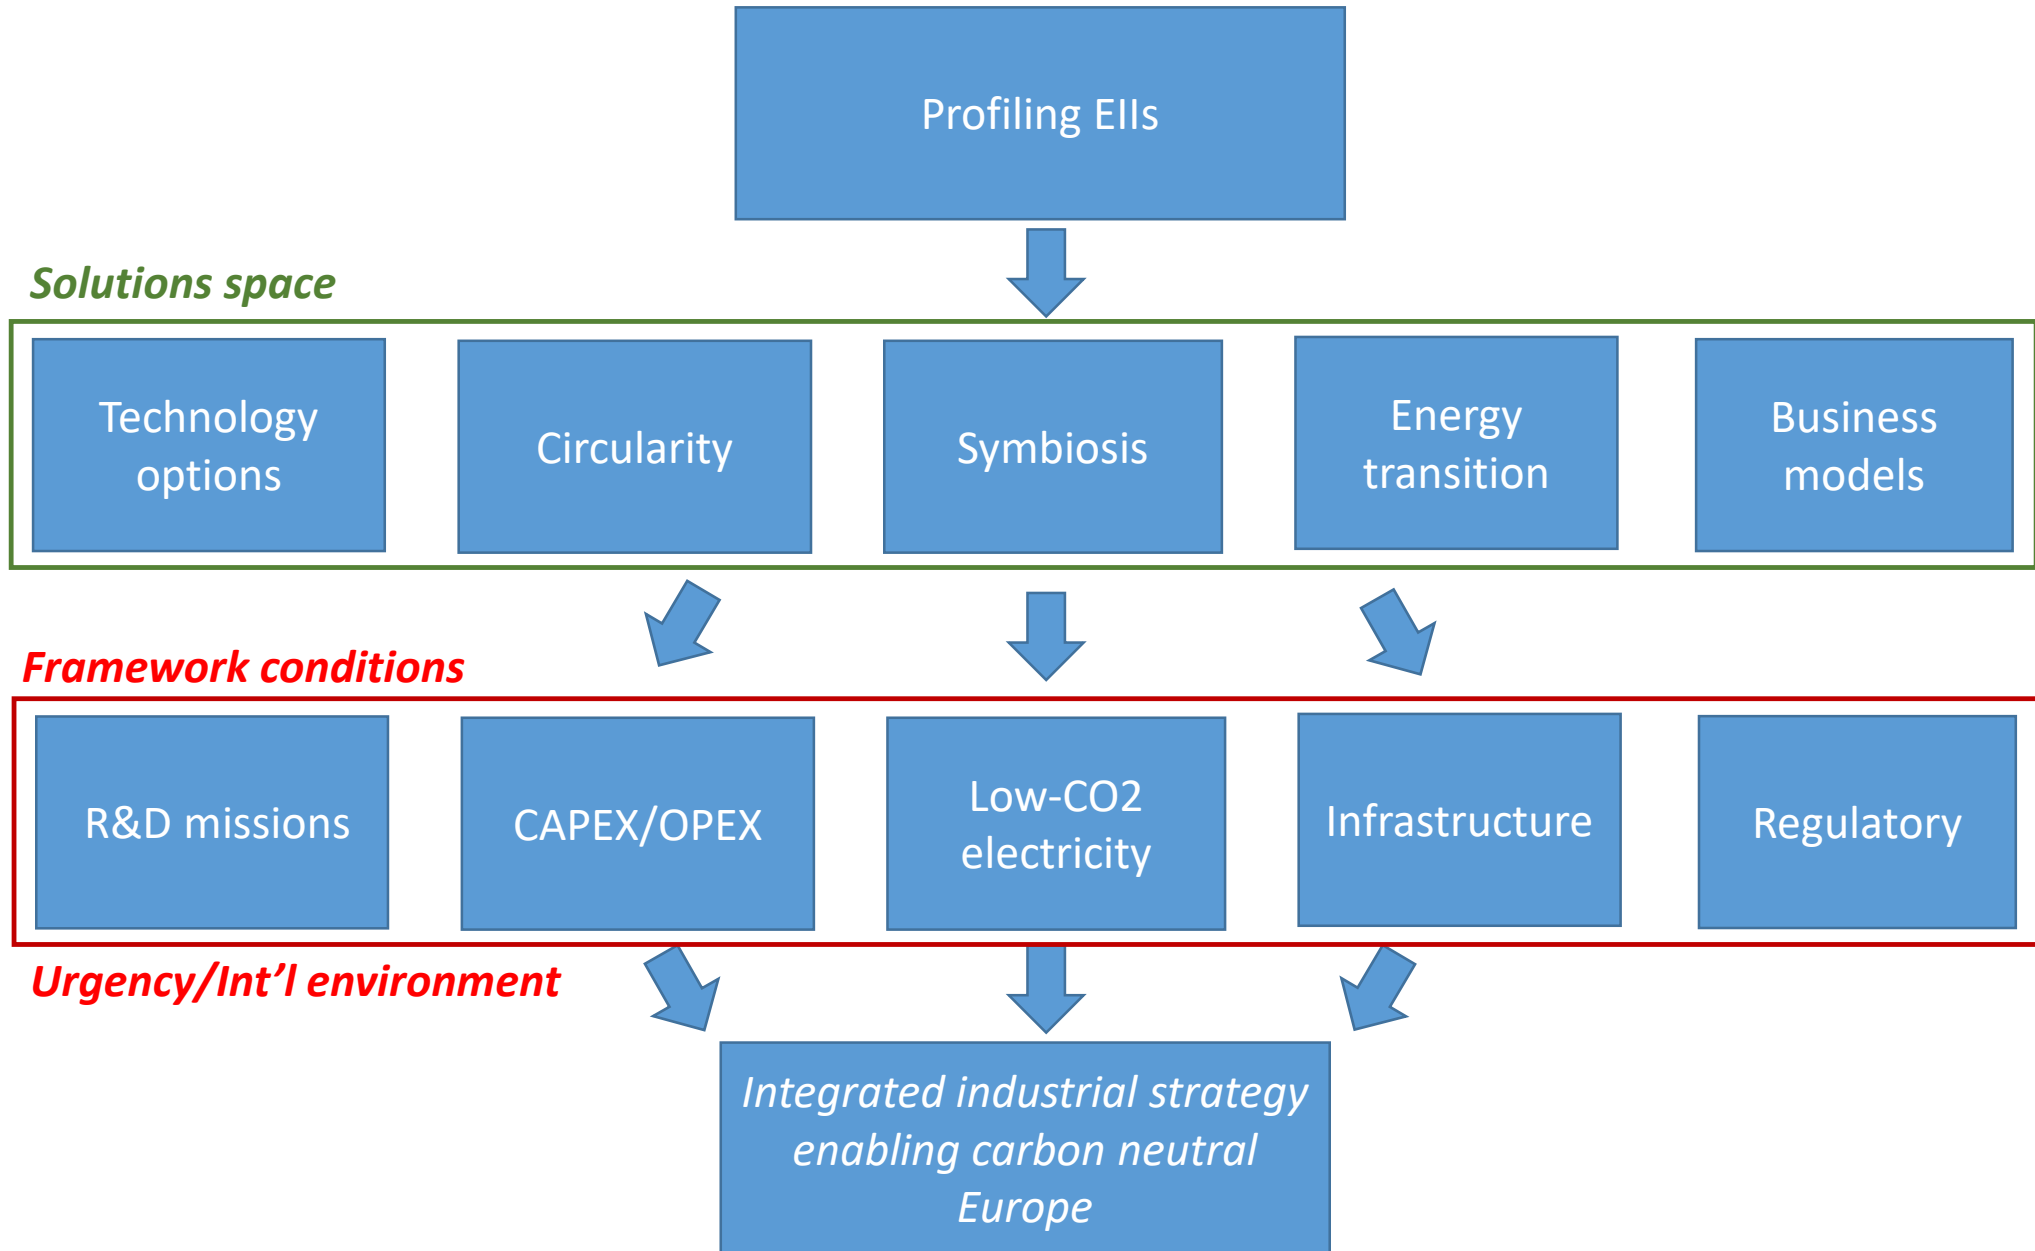 Profiling EIIs
Solutions space
Technology
options
Circularity
Symbiosis
Energy
transition
Business
models
Framework conditions
R&D missions
CAPEX/OPEX
Low-CO2
electricity
Infrastructure
Regulatory
Urgency/Int’l environment
Integrated industrial strategy
enabling carbon neutral
Europe